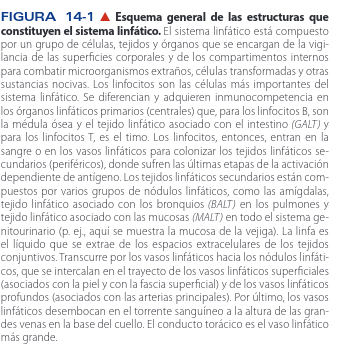 FIGURA 14-1 ▲ Esquema general de las estructuras que
constituyen el sistema linfático. El sistema linfático está compuesto
por un grupo de células, tejidos y órganos que se encargan de la vigi-
lancia de las superficies corporales y de los compartimentos internos
para combatir microorganismos extraños, células transformadas y otras
sustancias nocivas. Los linfocitos son las células más importantes del
sistema linfático. Se diferencian y adquieren inmunocompetencia en
los órganos linfáticos primarios (centrales) que, para los linfocitos B, son
la médula ósea y el tejido linfático asociado con el intestino (GALT) y
para los linfocitos T, es el timo. Los linfocitos, entonces, entran en la
sangre o en los vasos linfáticos para colonizar los tejidos linfáticos se-
cundarios (periféricos), donde sufren las últimas etapas de la activación
dependiente de antígeno. Los tejidos linfáticos secundarios están com-
puestos por varios grupos de nódulos linfáticos, como las amígdalas,
tejido linfático asociado con los bronquios (BALT) en los pulmones y
tejido linfático asociado con las mucosas (MALT) en todo el sistema ge-
nitourinario (p. ej., aquí se muestra la mucosa de la vejiga). La linfa es
el líquido que se extrae de los espacios extracelulares de los tejidos
conjuntivos. Transcurre por los vasos linfáticos hacia los nódulos linfáti-
cos, que se intercalan en el trayecto de los vasos linfáticos superficiales
(asociados con la piel y con la fascia superficial) y de los vasos linfáticos
profundos (asociados con las arterias principales). Por último, los vasos
linfáticos desembocan en el torrente sanguíneo a la altura de las gran-
des venas en la base del cuello. El conducto torácico es el vaso linfático
más grande.